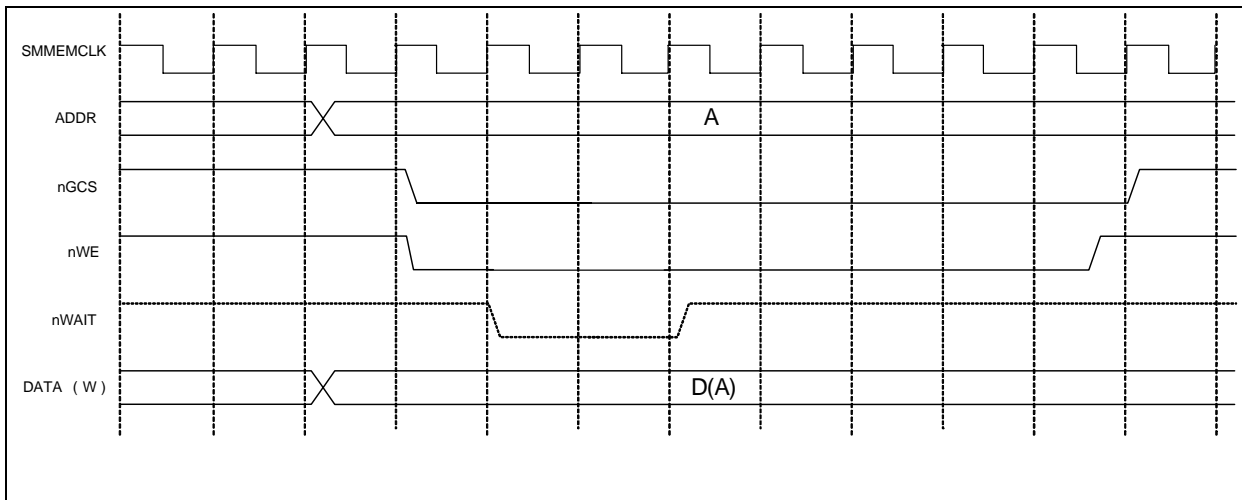 SMMEMCLK
ADDR
A
nGCS
nWE
nWAIT
DATA ( W )
D(A)